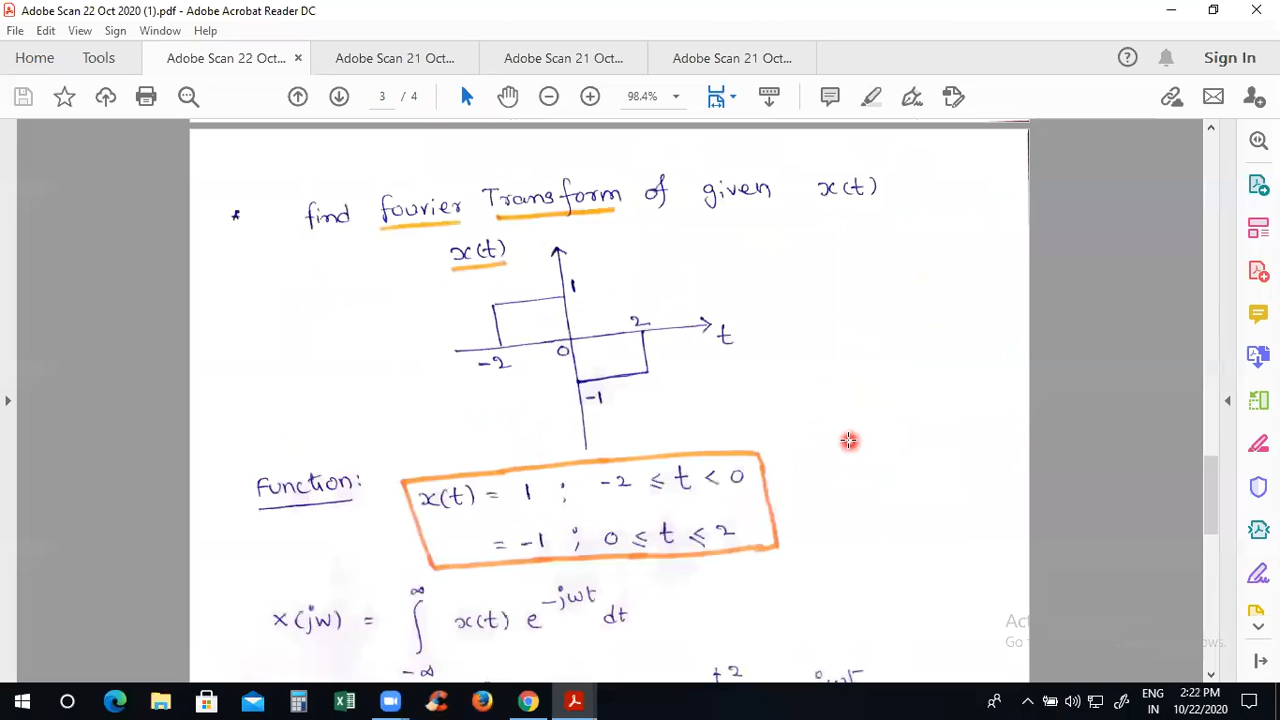 Adobe Scan 22 Oct 2020 (1).pdf - Adobe Acrobat Reader DC
File Edit View Sign Window Help
Home Tools Adobe Scan 22 Oct... × Adobe Scan 21 Oct... Adobe Scan 21 Oct... Adobe Scan 21 Oct... Sign In
3 / 4 98.4%
* find fourier Transform of given x(t)
x(t)
1
2
t
0
-2
-1
Function:
x(t) = 1 ; -2 ≤ t < 0
= -1 ; 0 ≤ t ≤ 2
x(jw) = ∫ x(t) e^-jwt dt
∞
-∞
Go to
ows.
ENG 2:22 PM
IN 10/22/2020